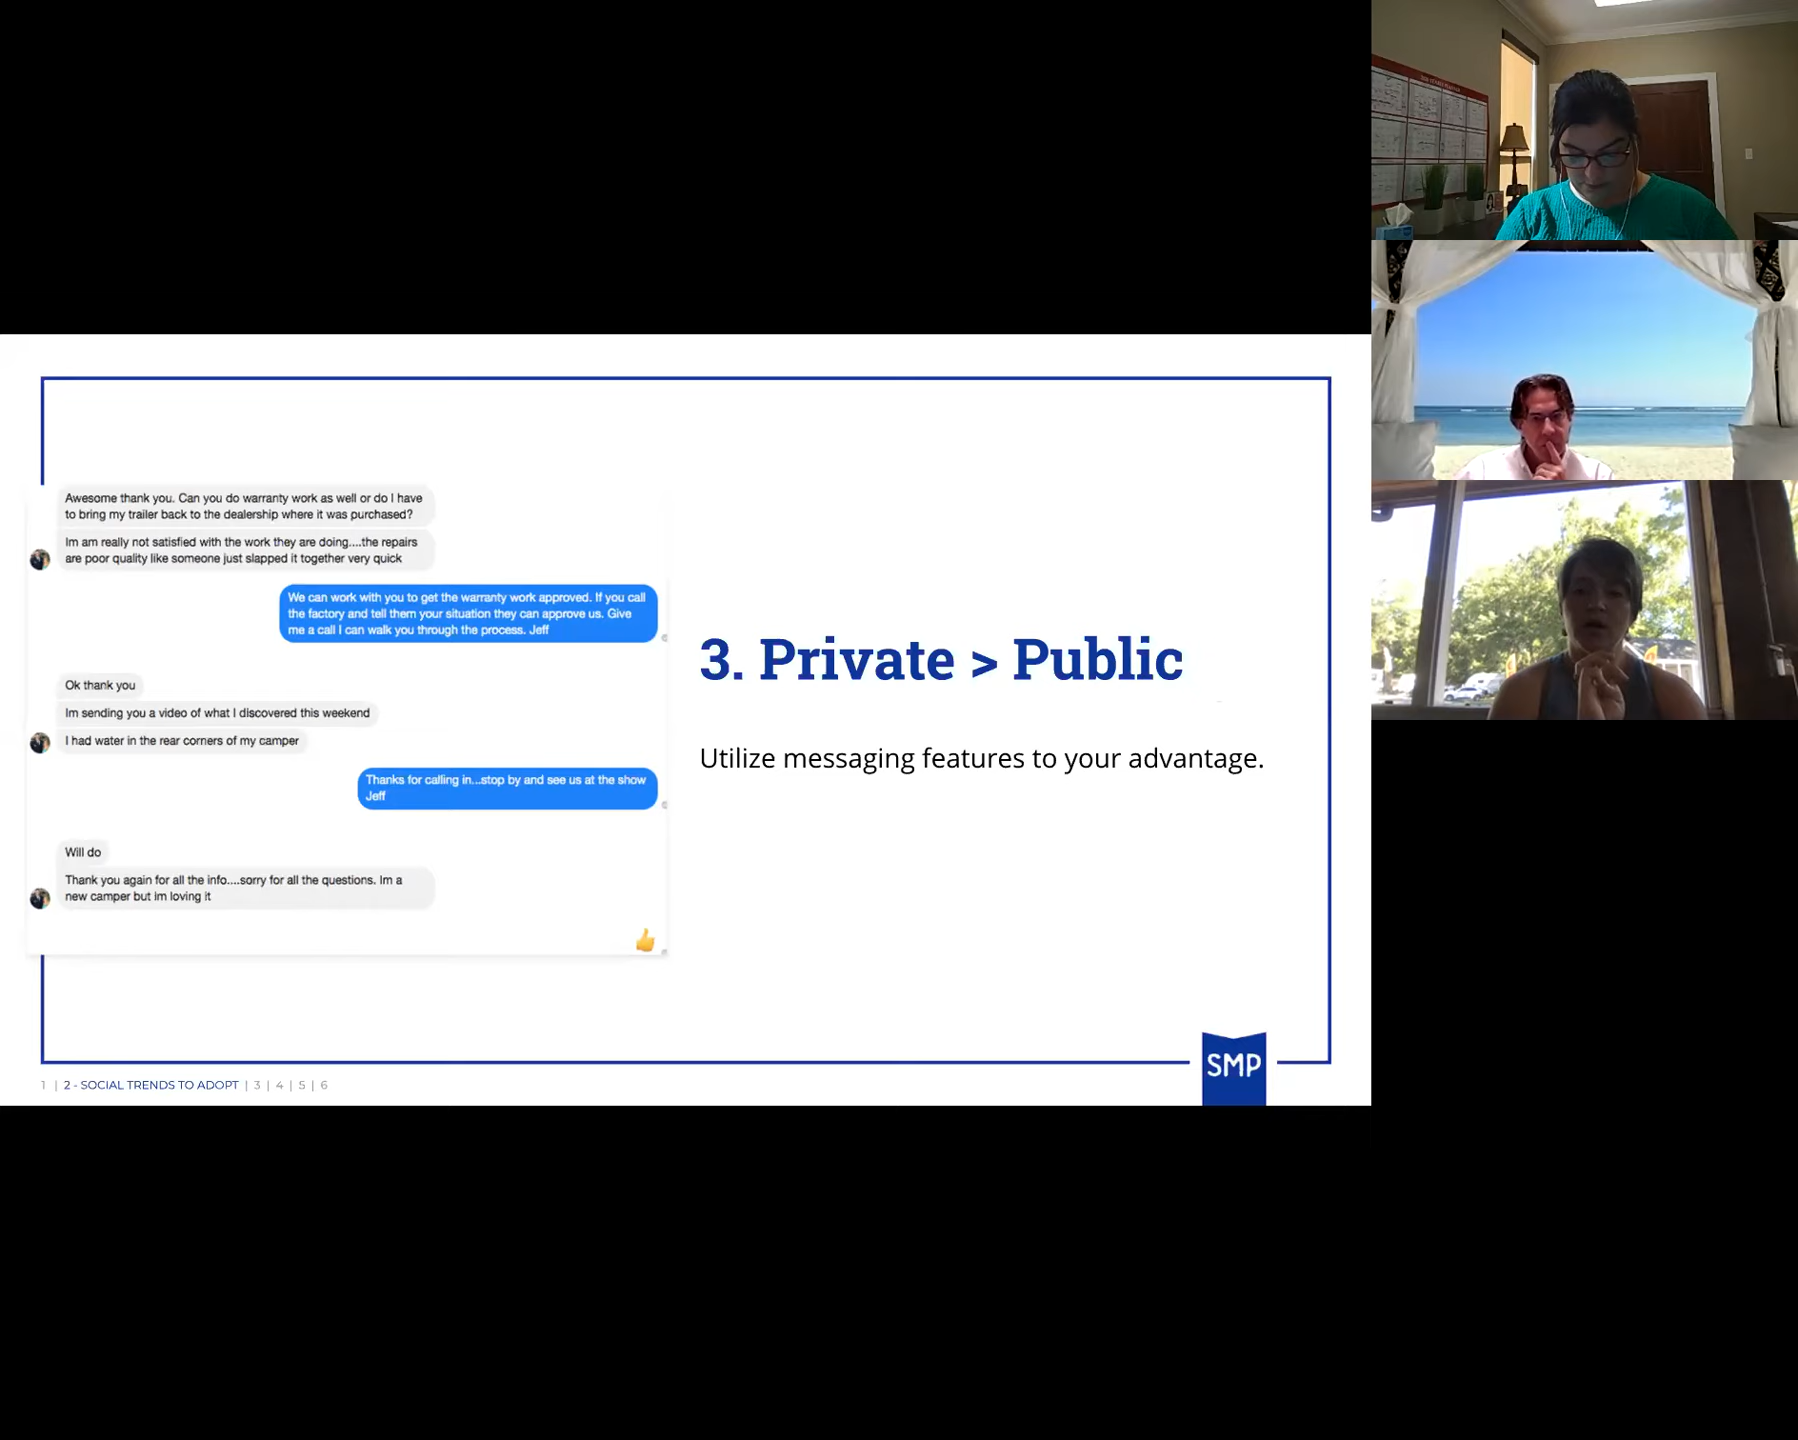 Awesome thank you. Can you do warranty work as well or do I have
to bring my trailer back to the dealership where it was purchased?
Im am really not satisfied with the work they are doing....the repairs
are poor quality like someone just slapped it together very quick
We can work with you to get the warranty work approved. If you call
the factory and tell them your situation they can approve us. Give
me a call I can walk you through the process. Jeff
Ok thank you
Im sending you a video of what I discovered this weekend
I had water in the rear corners of my camper
Thanks for calling in...stop by and see us at the show
Jeff
Will do
Thank you again for all the info....sorry for all the questions. Im a
new camper but im loving it
3. Private > Public
Utilize messaging features to your advantage.
SMP
1 | 2 - SOCIAL TRENDS TO ADOPT | 3 | 4 | 5 | 6